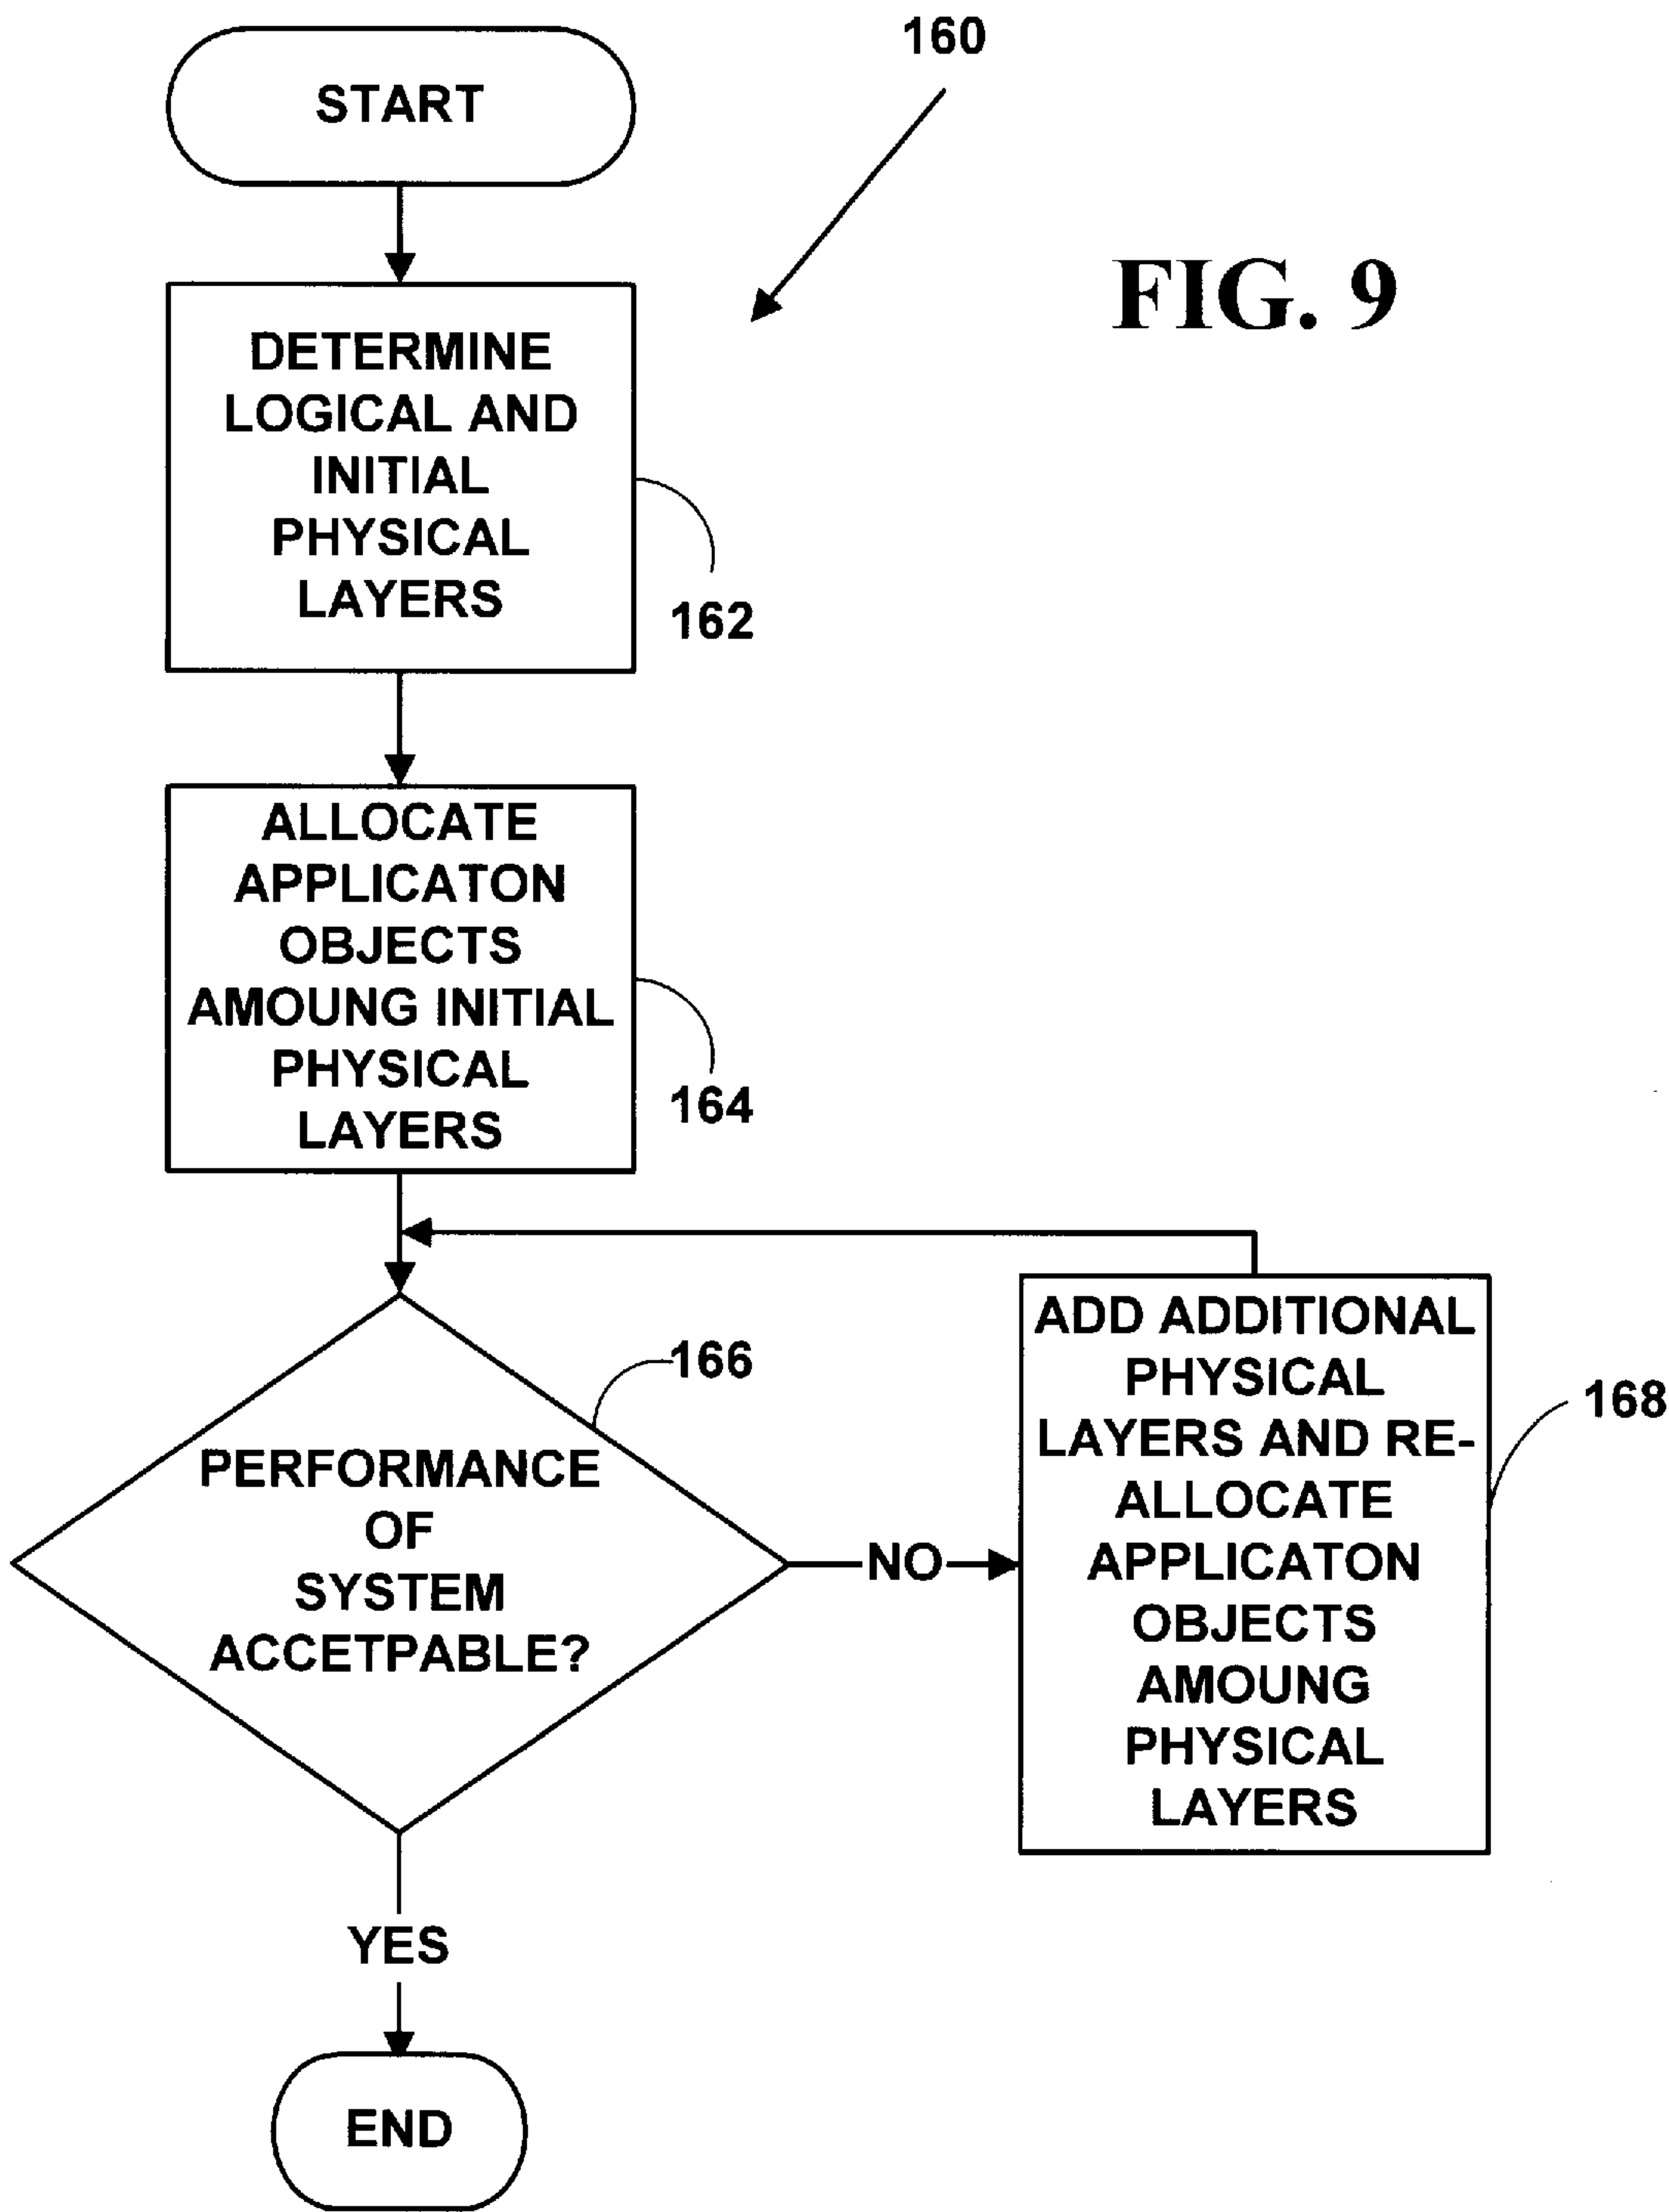 START
160
FIG. 9
DETERMINE
LOGICAL AND
INITIAL
PHYSICAL
LAYERS
162
ALLOCATE
APPLICATON
OBJECTS
AMOUNG INITIAL
PHYSICAL
LAYERS
164
166
PERFORMANCE
OF
SYSTEM
ACCETPABLE?
NO
ADD ADDITIONAL
PHYSICAL
LAYERS AND RE-
ALLOCATE
APPLICATON
OBJECTS
AMOUNG
PHYSICAL
LAYERS
168
YES
END